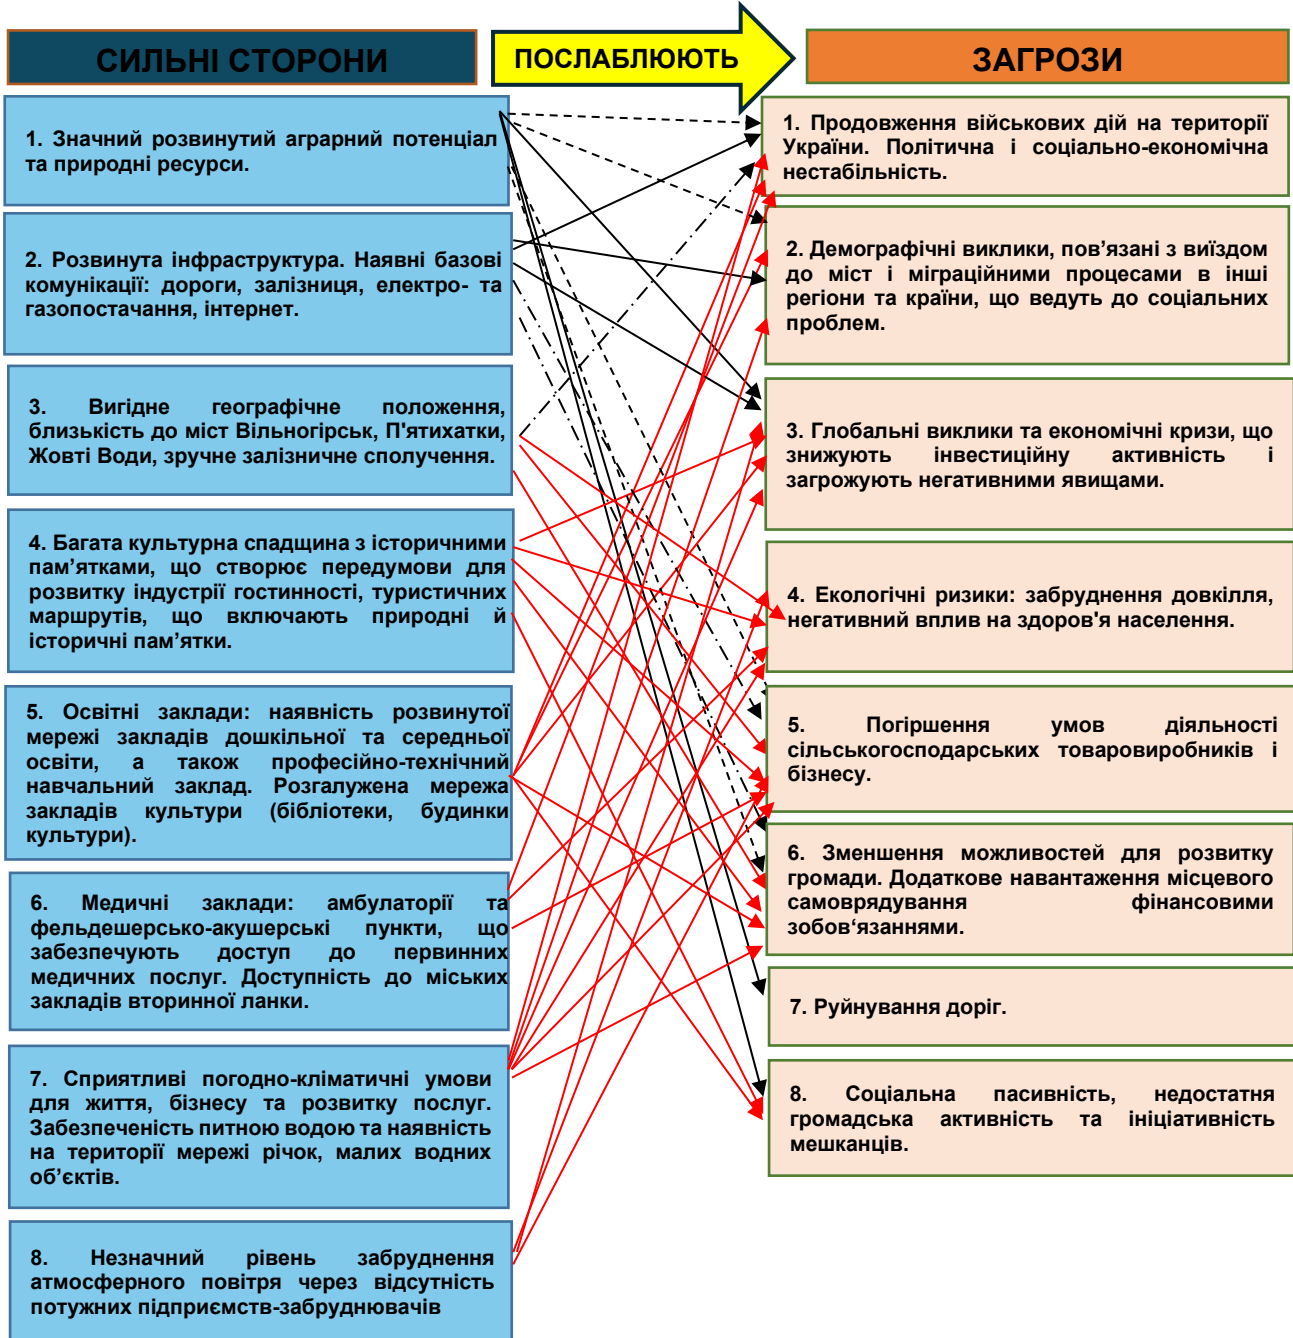 СИЛЬНІ СТОРОНИ
ПОСЛАБЛЮЮТЬ
ЗАГРОЗИ
1. Значний розвинутий аграрний потенціал
та природні ресурси.
2. Розвинута інфраструктура. Наявні базові
комунікації: дороги, залізниця, електро- та
газопостачання, інтернет.
3. Вигідне географічне положення,
близькість до міст Вільногірськ, П'ятихатки,
Жовті Води, зручне залізничне сполучення.
4. Багата культурна спадщина з історичними
пам’ятками, що створює передумови для
розвитку індустрії гостинності, туристичних
маршрутів, що включають природні й
історичні пам’ятки.
5. Освітні заклади: наявність розвинутої
мережі закладів дошкільної та середньої
освіти, а також професійно-технічний
навчальний заклад. Розгалужена мережа
закладів культури (бібліотеки, будинки
культури).
6. Медичні заклади: амбулаторії та
фельдешерсько-акушерські пункти, що
забезпечують доступ до первинних
медичних послуг. Доступність до міських
закладів вторинної ланки.
7. Сприятливі погодно-кліматичні умови
для життя, бізнесу та розвитку послуг.
Забезпеченість питною водою та наявність
на території мережі річок, малих водних
об’єктів.
8. Незначний рівень забруднення
атмосферного повітря через відсутність
потужних підприємств-забруднювачів
1. Продовження військових дій на території
України. Політична і соціально-економічна
нестабільність.
2. Демографічні виклики, пов’язані з виїздом
до міст і міграційними процесами в інші
регіони та країни, що ведуть до соціальних
проблем.
3. Глобальні виклики та економічні кризи, що
знижують інвестиційну активність і
загрожують негативними явищами.
4. Екологічні ризики: забруднення довкілля,
негативний вплив на здоров'я населення.
5. Погіршення умов діяльності
сільськогосподарських товаровиробників і
бізнесу.
6. Зменшення можливостей для розвитку
громади. Додаткове навантаження місцевого
самоврядування фінансовими
зобов‘язаннями.
7. Руйнування доріг.
8. Соціальна пасивність, недостатня
громадська активність та ініціативність
мешканців.